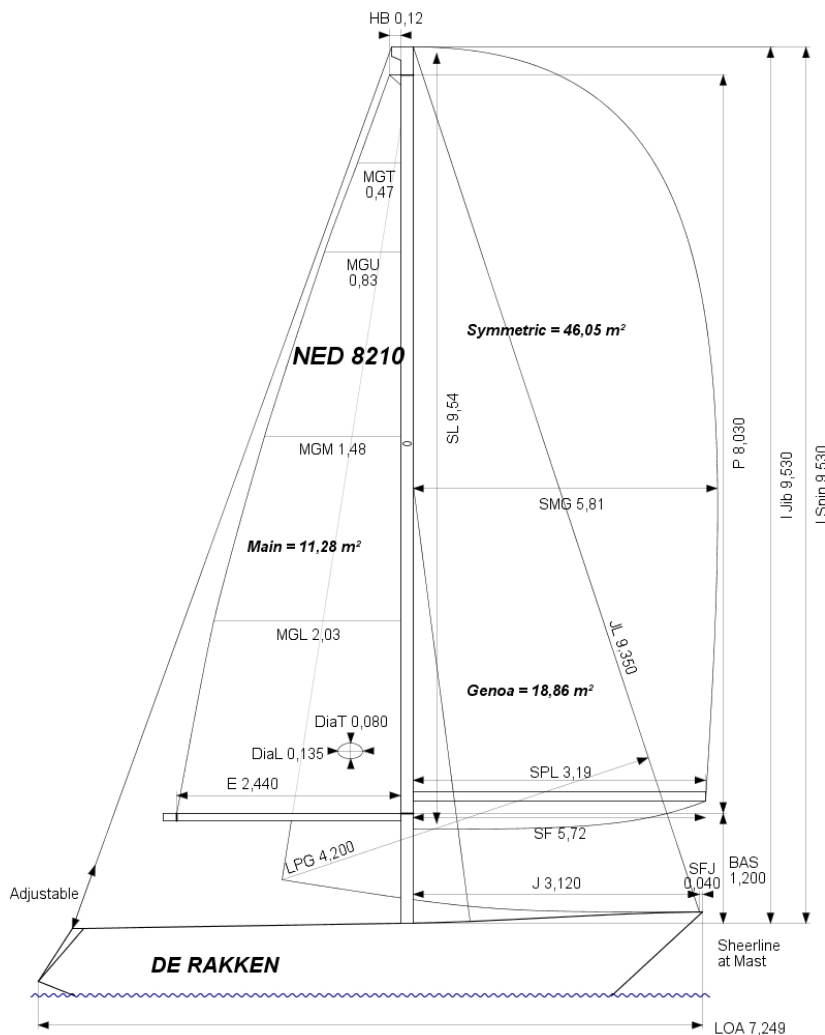 HB 0,12
MGT
0,47
MGU
0,83
NED 8210
Symmetric = 46,05 m²
SL 9,54
P 8,030
I Jib 9,530
I Spin 9,530
MGM 1,48
SMG 5,81
Main = 11,28 m²
MGL 2,03
JL 9,350
Genoa = 18,86 m²
DiaT 0,080
DiaL 0,135
E 2,440
SPL 3,19
SF 5,72
LPG 4,200
BAS
1,200
SFJ
0,040
J 3,120
Adjustable
Sheerline
at Mast
DE RAKKEN
LOA 7,249